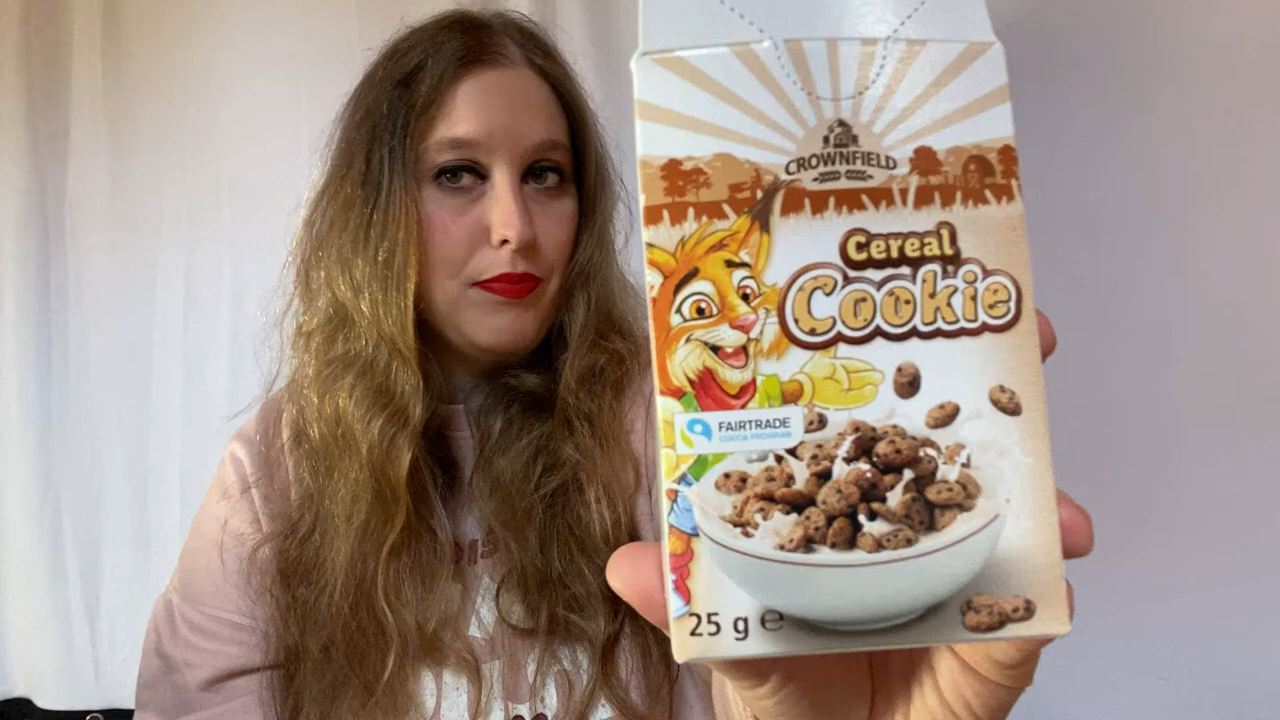 CROWNFIELD
Cereal
Cookie
FAIRTRADE
COCOA PROGRAM
25 g ℮